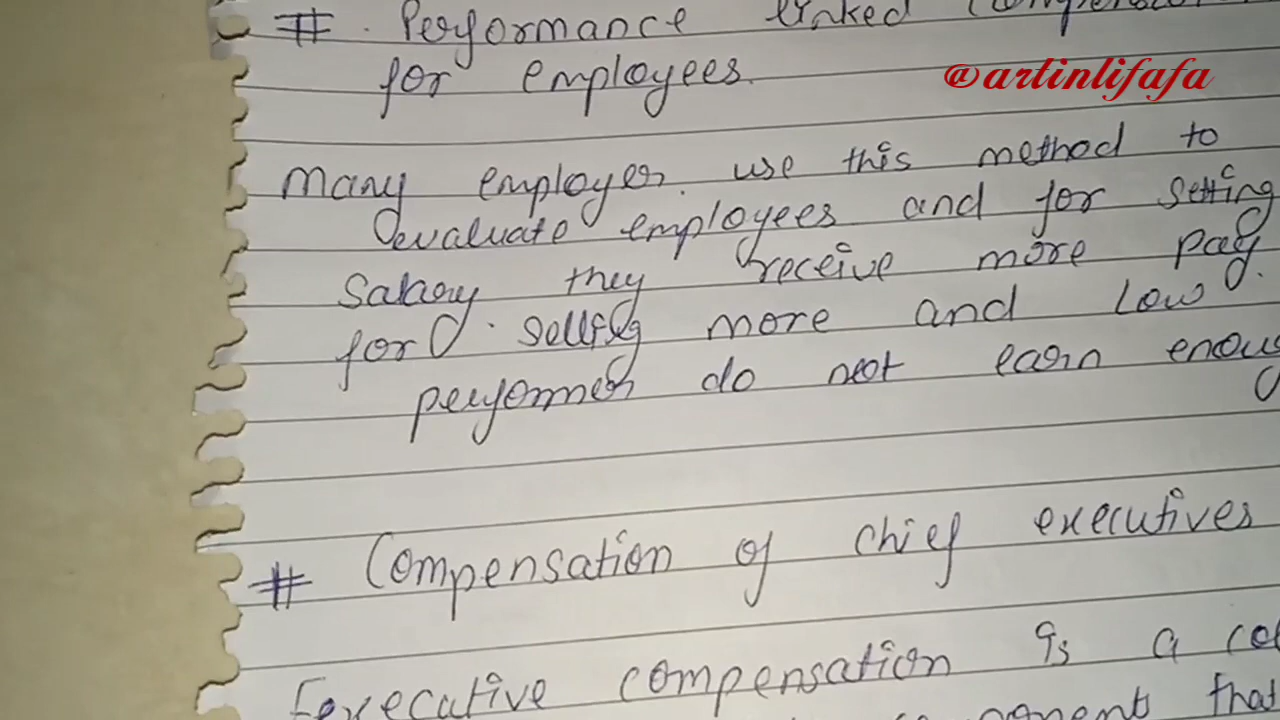 # Performance linked
for employees.
@artinlifafa
Many employer use this method to
evaluate employees and for setting
Salary they receive more pay
for selling more and low
performer do not earn
# Compensation of chief executives
Executive compensation is a
that